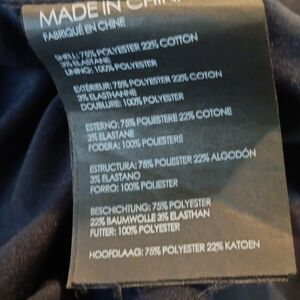 MADE IN CHINA
FABRIQUÉ EN CHINE
SHELL: 75% POLYESTER 22% COTTON
3% ELASTANE
LINING: 100% POLYESTER
EXTÉRIEUR: 75% POLYESTER 22% COTON
3% ELASTHANNE
DOUBLURE: 100% POLYESTER
ESTERNO: 75% POLIESTERE 22% COTONE
3% ELASTANE
FODERA: 100% POLIESTERE
ESTRUCTURA: 75% POLIÉSTER 22% ALGODÓN
3% ELASTANO
FORRO: 100% POLIÉSTER
BESCHICHTUNG: 75% POLYESTER
22% BAUMWOLLE 3% ELASTHAN
FUTTER: 100% POLYESTER
HOOFDLAAG: 75% POLYESTER 22% KATOEN